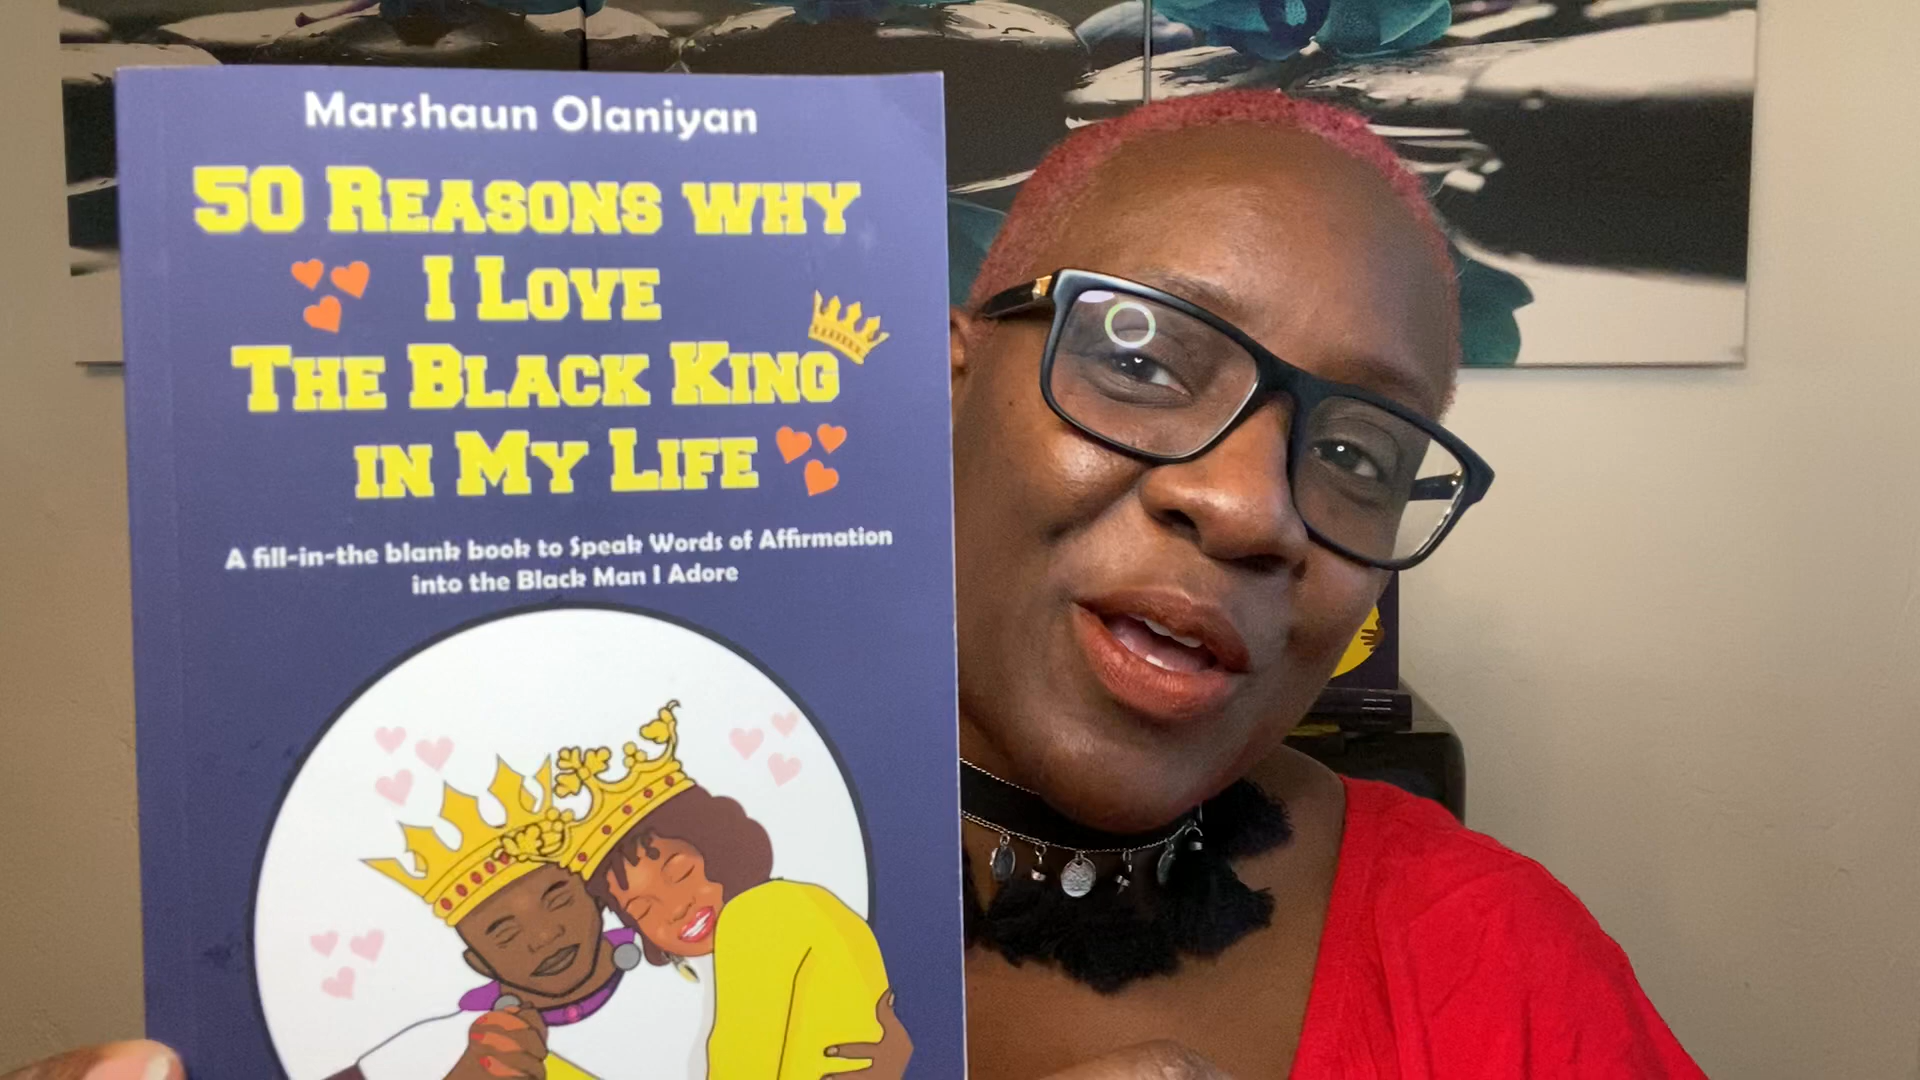 Marshaun Olaniyan
50 Reasons why
I Love
The Black King
in My Life
A fill-in-the blank book to Speak Words of Affirmation
into the Black Man I Adore